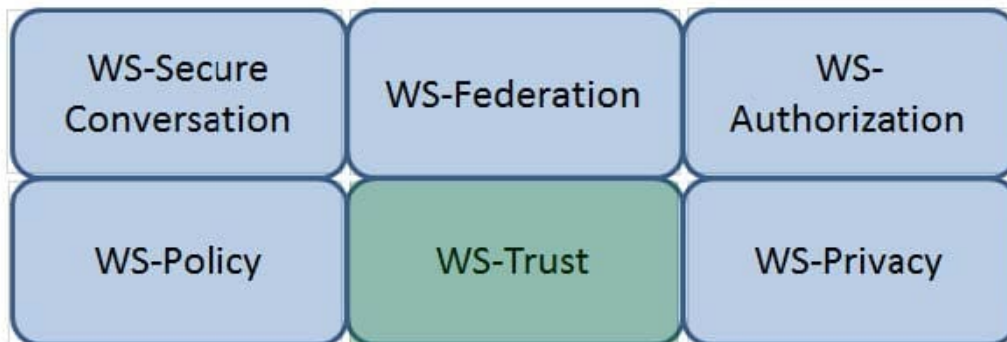 WS-Secure
Conversation
WS-Federation
WS-
Authorization
WS-Policy
WS-Trust
WS-Privacy